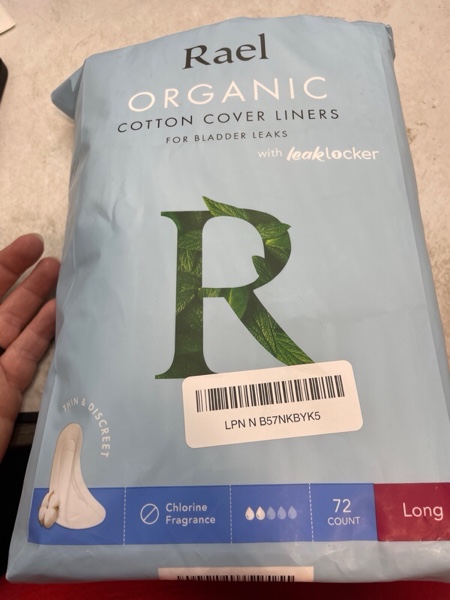 Rael
ORGANIC
COTTON COVER LINERS
FOR BLADDER LEAKS
with leaklocker
R
LPN N B57NKBYK5
THIN & DISCREET
Chlorine
Fragrance
72
COUNT
Long